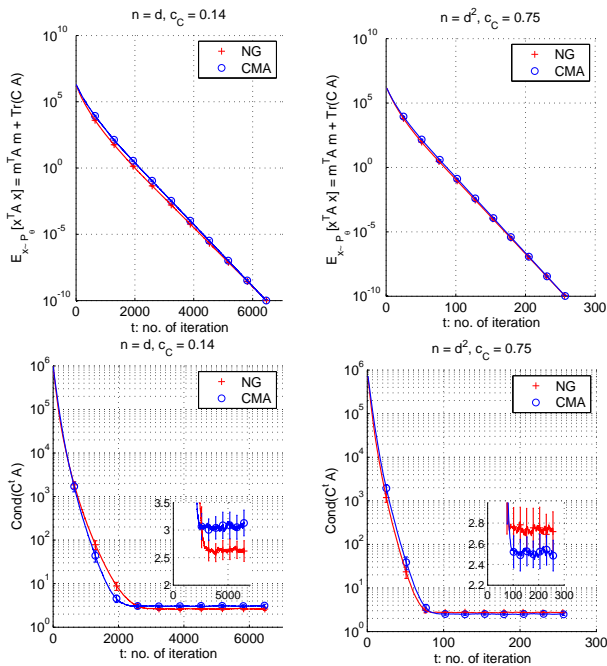 n = d, c_C = 0.14
E_{x~P_θ} [x^T A x] = m^T A m + Tr(C A)
10^10
10^5
10^0
10^-5
10^-10
NG
CMA
0 2000 4000 6000
t: no. of iteration
n = d^2, c_C = 0.75
E_{x~P_θ} [x^T A x] = m^T A m + Tr(C A)
10^10
10^5
10^0
10^-5
10^-10
NG
CMA
0 100 200 300
t: no. of iteration
n = d, c_C = 0.14
Cond(C^t A)
10^6
10^5
10^4
10^3
10^2
10^1
10^0
NG
CMA
3.5
3
2.5
2
0 5000
0 2000 4000 6000
t: no. of iteration
n = d^2, c_C = 0.75
Cond(C^t A)
10^6
10^5
10^4
10^3
10^2
10^1
10^0
NG
CMA
2.8
2.6
2.4
2.2
0 100 200 300
0 100 200 300
t: no. of iteration